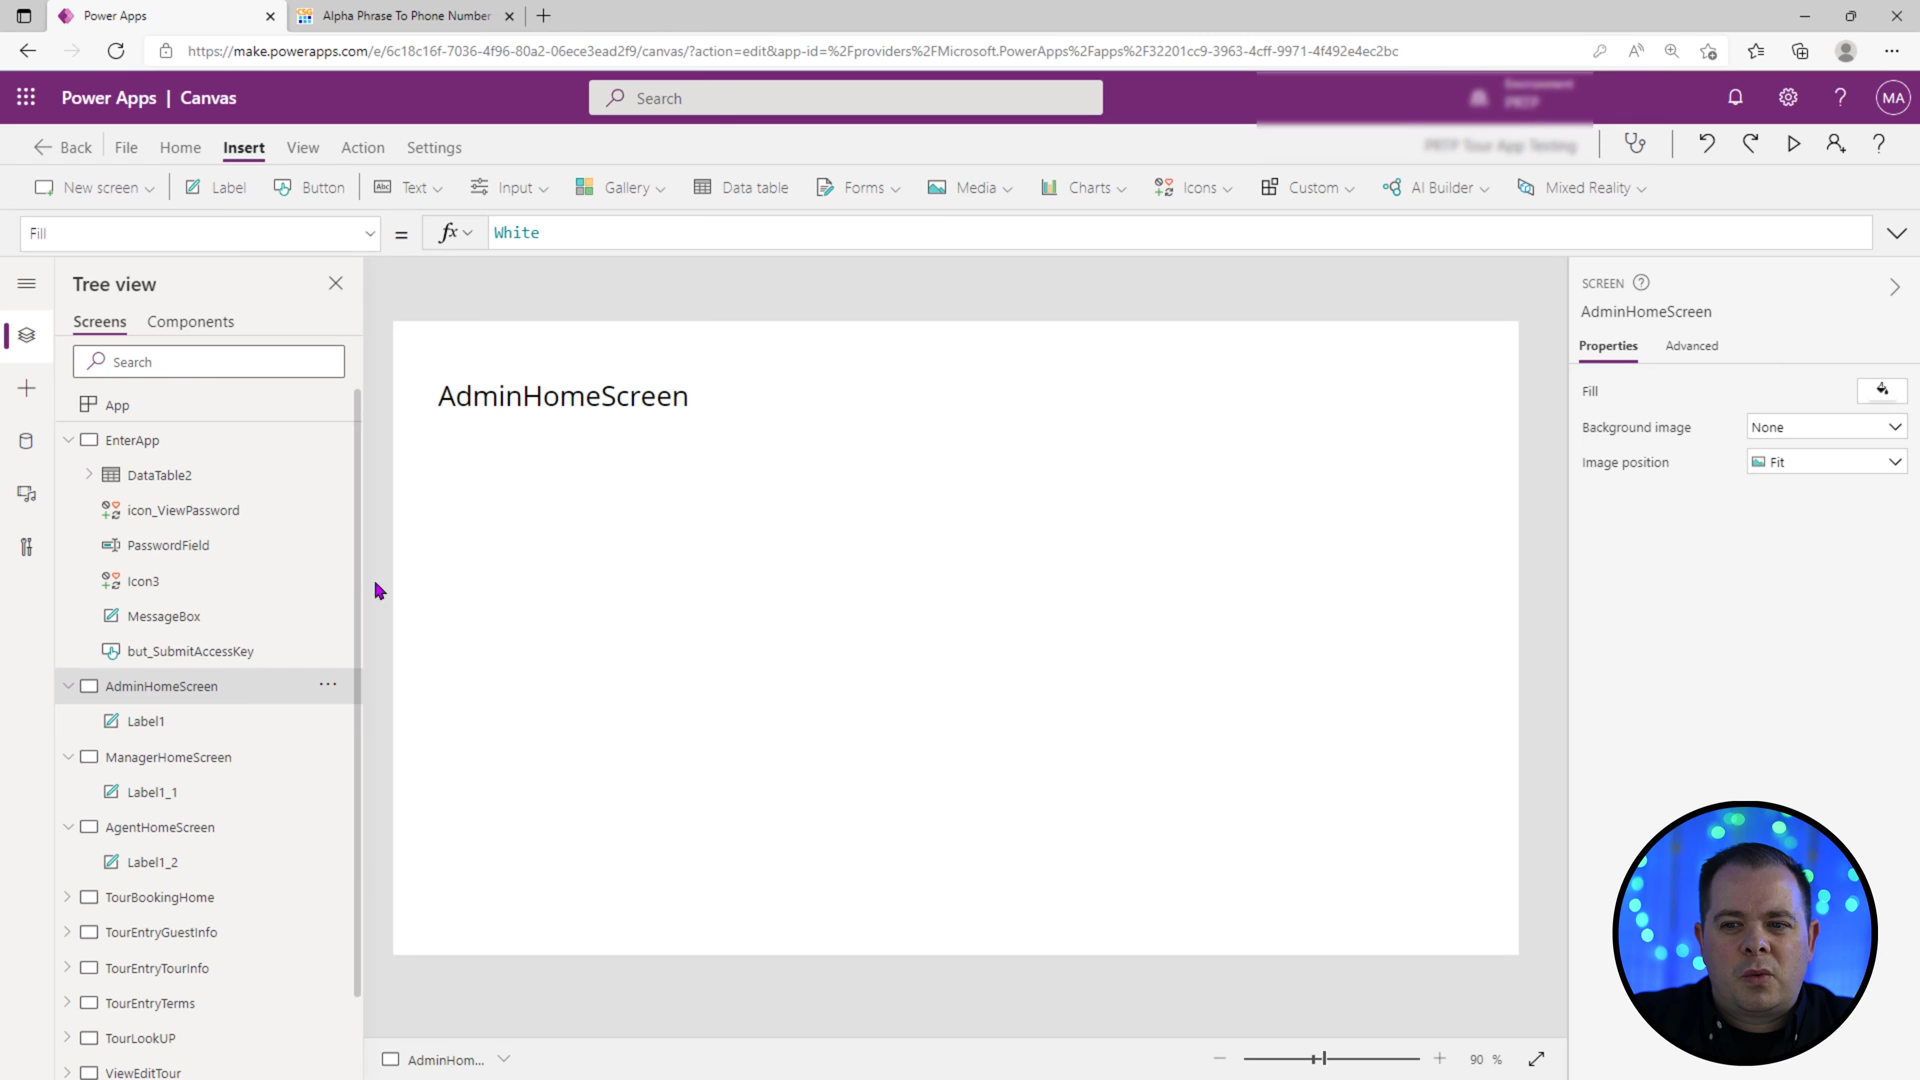 Power Apps
Alpha Phrase To Phone Number
https://make.powerapps.com/e/6c18c16f-7036-4f96-80a2-06ece3ead2f9/canvas/?action=edit&app-id=%2Fproviders%2FMicrosoft.PowerApps%2Fapps%2F32201cc9-3963-4cff-9971-4f492e4ec2bc
Power Apps | Canvas
Search
MA
Back
File
Home
Insert
View
Action
Settings
New screen
Label
Button
Text
Input
Gallery
Data table
Forms
Media
Charts
Icons
Custom
AI Builder
Mixed Reality
Fill
=
fx
White
Tree view
Screens
Components
Search
App
EnterApp
DataTable2
icon_ViewPassword
PasswordField
Icon3
MessageBox
but_SubmitAccessKey
AdminHomeScreen
Label1
ManagerHomeScreen
Label1_1
AgentHomeScreen
Label1_2
TourBookingHome
TourEntryGuestInfo
TourEntryTourInfo
TourEntryTerms
TourLookUP
ViewEditTour
AdminHomeScreen
AdminHom...
90 %
SCREEN
AdminHomeScreen
Properties
Advanced
Fill
Background image
None
Image position
Fit